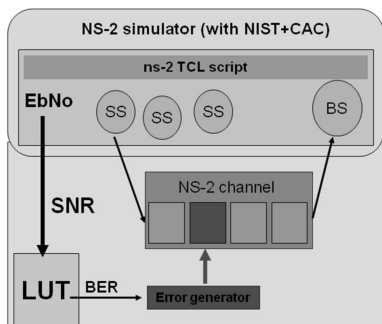 NS-2 simulator (with NIST+CAC)
ns-2 TCL script
EbNo
SS
SS
SS
BS
NS-2 channel
SNR
LUT
BER
Error generator